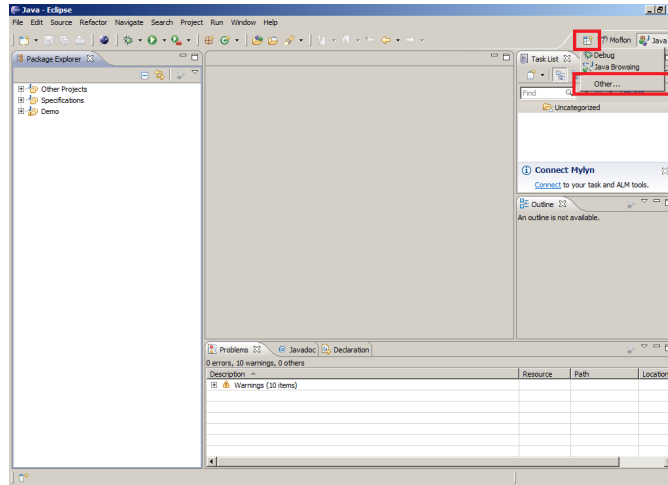 Java - Eclipse
File Edit Source Refactor Navigate Search Project Run Window Help
Moflon Java
Package Explorer
Task List
Debug
Java Browsing
Other...
Find
Other Projects
Specifications
Demo
Uncategorized
Connect Mylyn
Connect to your task and ALM tools.
Outline
An outline is not available.
Problems Javadoc Declaration
0 errors, 10 warnings, 0 others
Description Resource Path Location
Warnings (10 items)